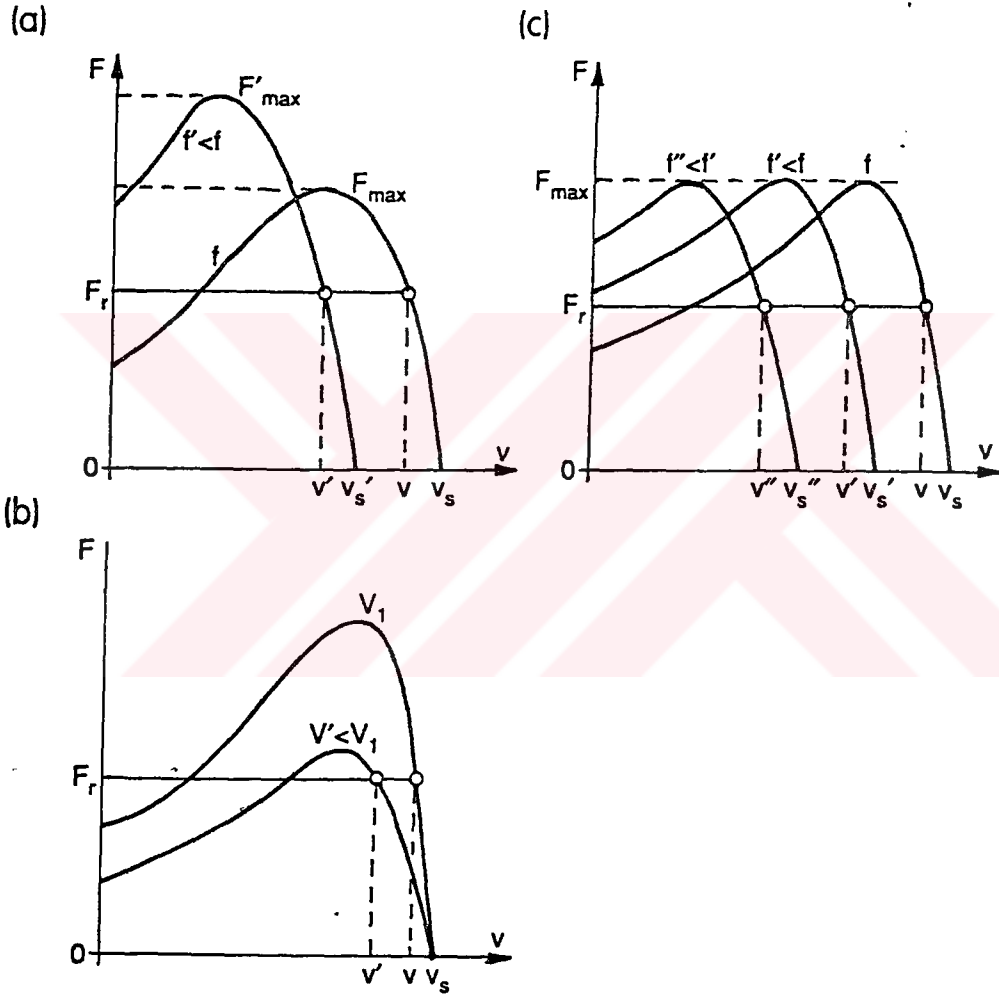 (a)
F
F'max
f'<f
Fmax
f
Fr
0
v' vs' v vs
v
(c)
F
f''<f' f'<f f
Fmax
Fr
0
v'' vs'' v' vs' v vs
v
(b)
F
V1
V'<V1
Fr
0
v' v vs
v